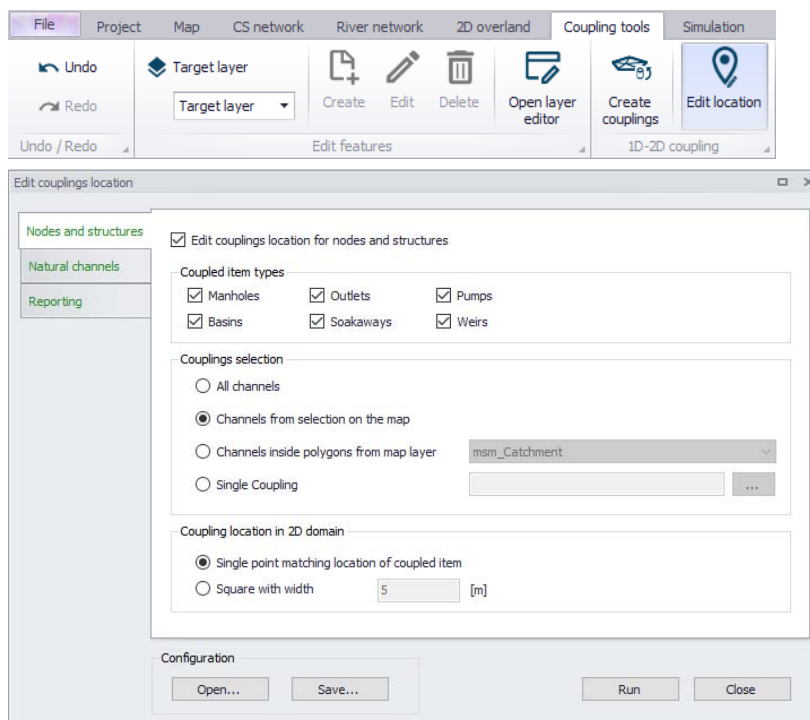 File Project Map CS network River network 2D overland Coupling tools Simulation
Undo Target layer
Redo Target layer Create Edit Delete Open layer editor Create couplings Edit location
Undo / Redo Edit features 1D-2D coupling
Edit couplings location
Nodes and structures
Natural channels
Reporting
Edit couplings location for nodes and structures
Coupled item types
Manholes Outlets Pumps
Basins Soakaways Weirs
Couplings selection
All channels
Channels from selection on the map
Channels inside polygons from map layer msm_Catchment
Single Coupling ...
Coupling location in 2D domain
Single point matching location of coupled item
Square with width 5 [m]
Configuration
Open... Save... Run Close